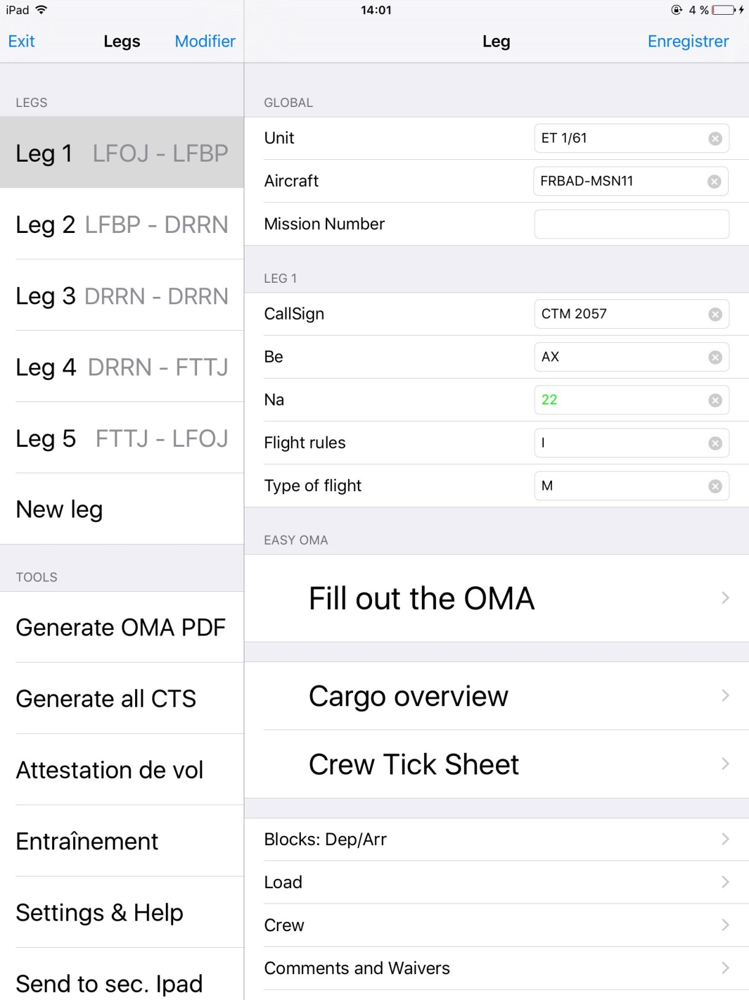 iPad 14:01 4 %
Exit Legs Modifier
LEGS
Leg 1 LFOJ - LFBP
Leg 2 LFBP - DRRN
Leg 3 DRRN - DRRN
Leg 4 DRRN - FTTJ
Leg 5 FTTJ - LFOJ
New leg
TOOLS
Generate OMA PDF
Generate all CTS
Attestation de vol
Entraînement
Settings & Help
Send to sec. Ipad
Leg Enregistrer
GLOBAL
Unit ET 1/61
Aircraft FRBAD-MSN11
Mission Number
LEG 1
CallSign CTM 2057
Be AX
Na 22
Flight rules I
Type of flight M
EASY OMA
Fill out the OMA
Cargo overview
Crew Tick Sheet
Blocks: Dep/Arr
Load
Crew
Comments and Waivers